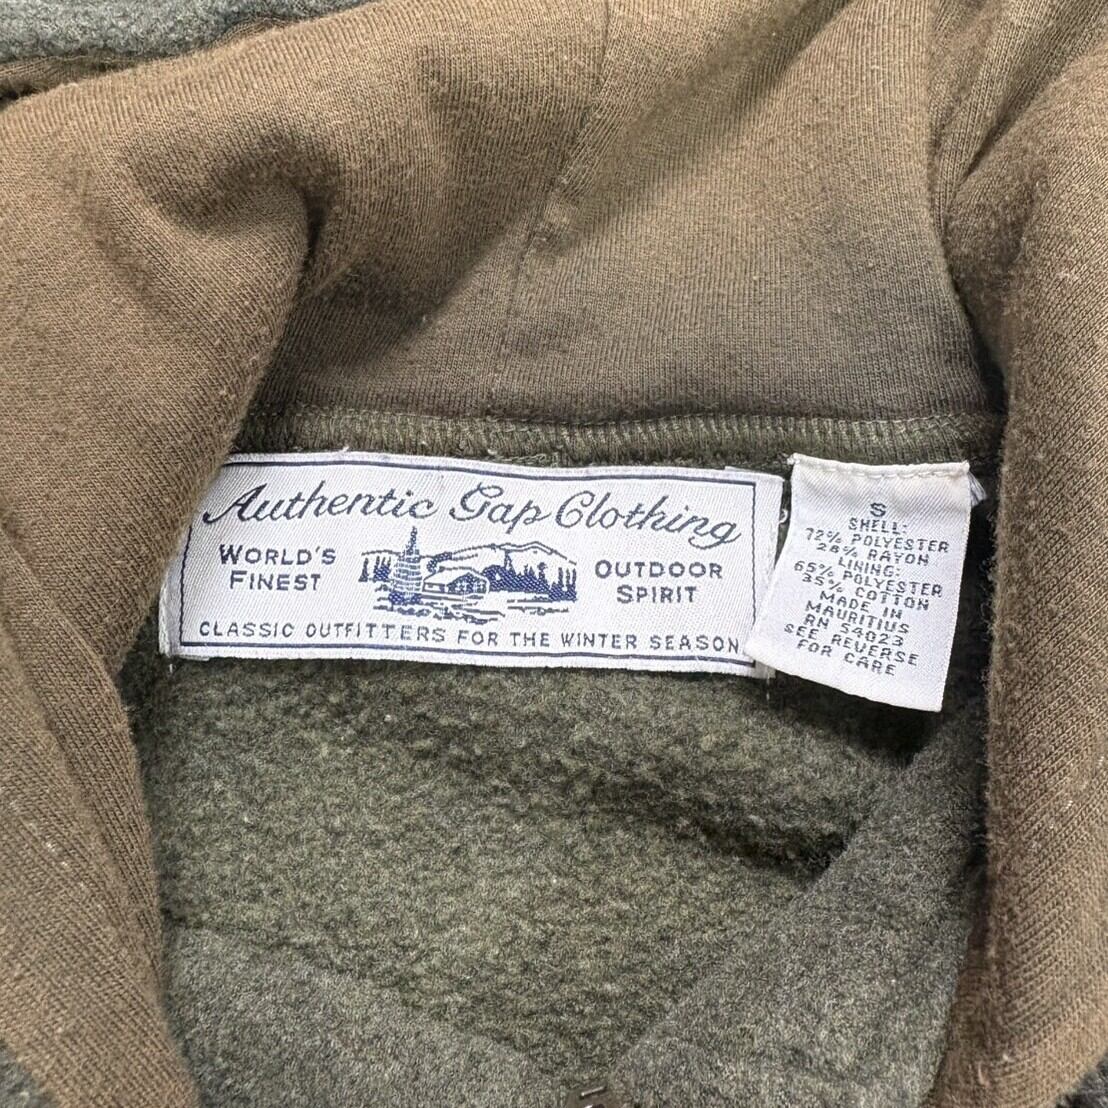 Authentic Gap Clothing
WORLD'S
FINEST
OUTDOOR
SPIRIT
CLASSIC OUTFITTERS FOR THE WINTER SEASON
S
SHELL:
72% POLYESTER
28% RAYON
LINING:
65% POLYESTER
35% COTTON
MADE IN
MAURITIUS
RN 54023
SEE REVERSE
FOR CARE